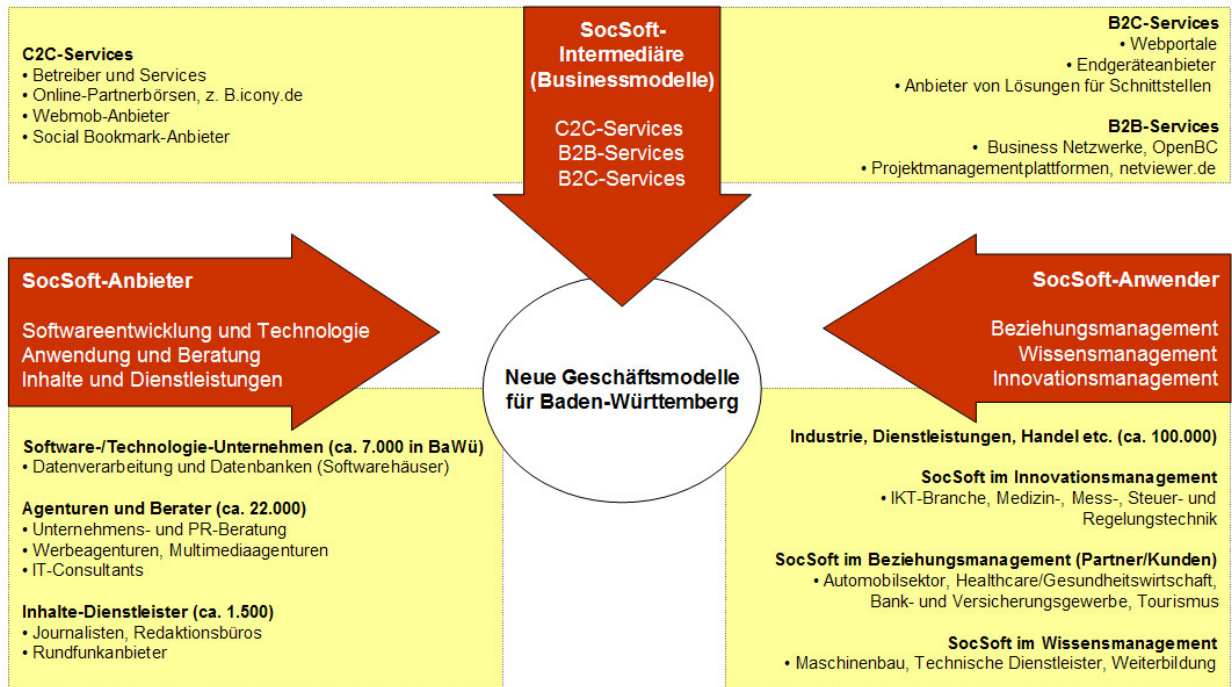 C2C-Services
• Betreiber und Services
• Online-Partnerbörsen, z. B.icony.de
• Webmob-Anbieter
• Social Bookmark-Anbieter
SocSoft-
Intermediäre
(Businessmodelle)
C2C-Services
B2B-Services
B2C-Services
B2C-Services
• Webportale
• Endgeräteanbieter
• Anbieter von Lösungen für Schnittstellen
B2B-Services
• Business Netzwerke, OpenBC
• Projektmanagementplattformen, netviewer.de
SocSoft-Anbieter
Softwareentwicklung und Technologie
Anwendung und Beratung
Inhalte und Dienstleistungen
Neue Geschäftsmodelle
für Baden-Württemberg
SocSoft-Anwender
Beziehungsmanagement
Wissensmanagement
Innovationsmanagement
Software-/Technologie-Unternehmen (ca. 7.000 in BaWü)
• Datenverarbeitung und Datenbanken (Softwarehäuser)
Agenturen und Berater (ca. 22.000)
• Unternehmens- und PR-Beratung
• Werbeagenturen, Multimediaagenturen
• IT-Consultants
Inhalte-Dienstleister (ca. 1.500)
• Journalisten, Redaktionsbüros
• Rundfunkanbieter
Industrie, Dienstleistungen, Handel etc. (ca. 100.000)
SocSoft im Innovationsmanagement
• IKT-Branche, Medizin-, Mess-, Steuer- und
Regelungstechnik
SocSoft im Beziehungsmanagement (Partner/Kunden)
• Automobilsektor, Healthcare/Gesundheitswirtschaft,
Bank- und Versicherungsgewerbe, Tourismus
SocSoft im Wissensmanagement
• Maschinenbau, Technische Dienstleister, Weiterbildung